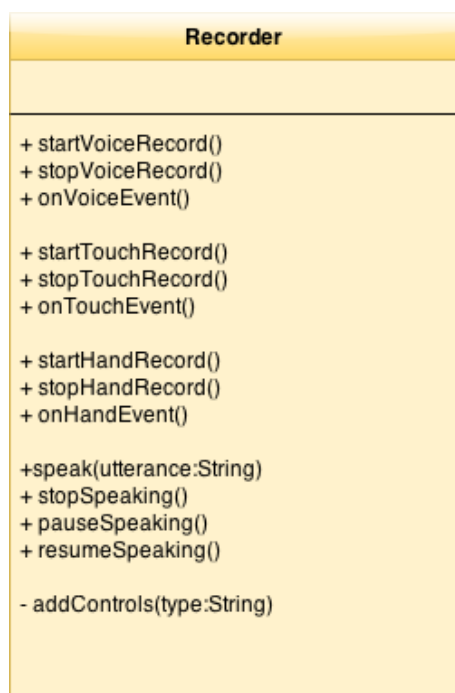 Recorder
+ startVoiceRecord()
+ stopVoiceRecord()
+ onVoiceEvent()
+ startTouchRecord()
+ stopTouchRecord()
+ onTouchEvent()
+ startHandRecord()
+ stopHandRecord()
+ onHandEvent()
+speak(utterance:String)
+ stopSpeaking()
+ pauseSpeaking()
+ resumeSpeaking()
- addControls(type:String)